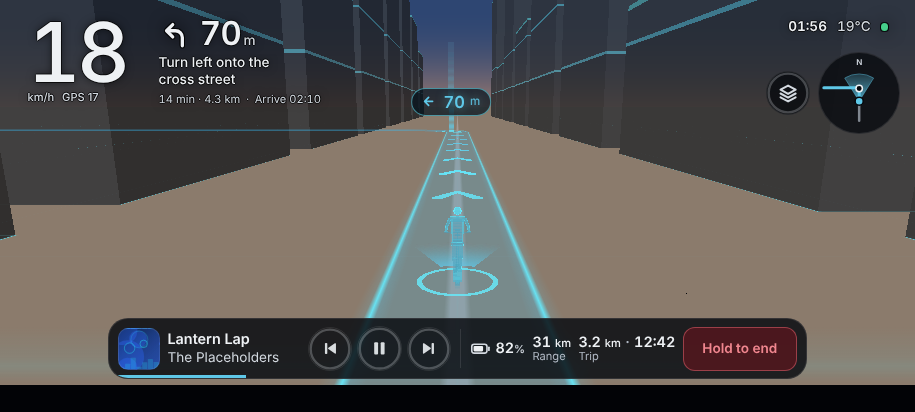 18
km/h GPS 17
70 m
Turn left onto the
cross street
14 min · 4.3 km · Arrive 02:10
70 m
01:56 19°C
N
Lantern Lap
The Placeholders
82%
31 km
Range
3.2 km · 12:42
Trip
Hold to end